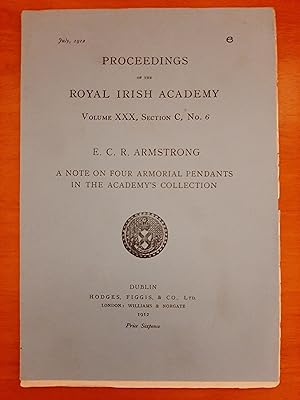 July, 1912 e
PROCEEDINGS
OF THE
ROYAL IRISH ACADEMY
VOLUME XXX, SECTION C, NO. 6
E. C. R. ARMSTRONG
A NOTE ON FOUR ARMORIAL PENDANTS
IN THE ACADEMY'S COLLECTION
DUBLIN
HODGES, FIGGIS, & CO., LTD.
LONDON: WILLIAMS & NORGATE
1912
Price Sixpence